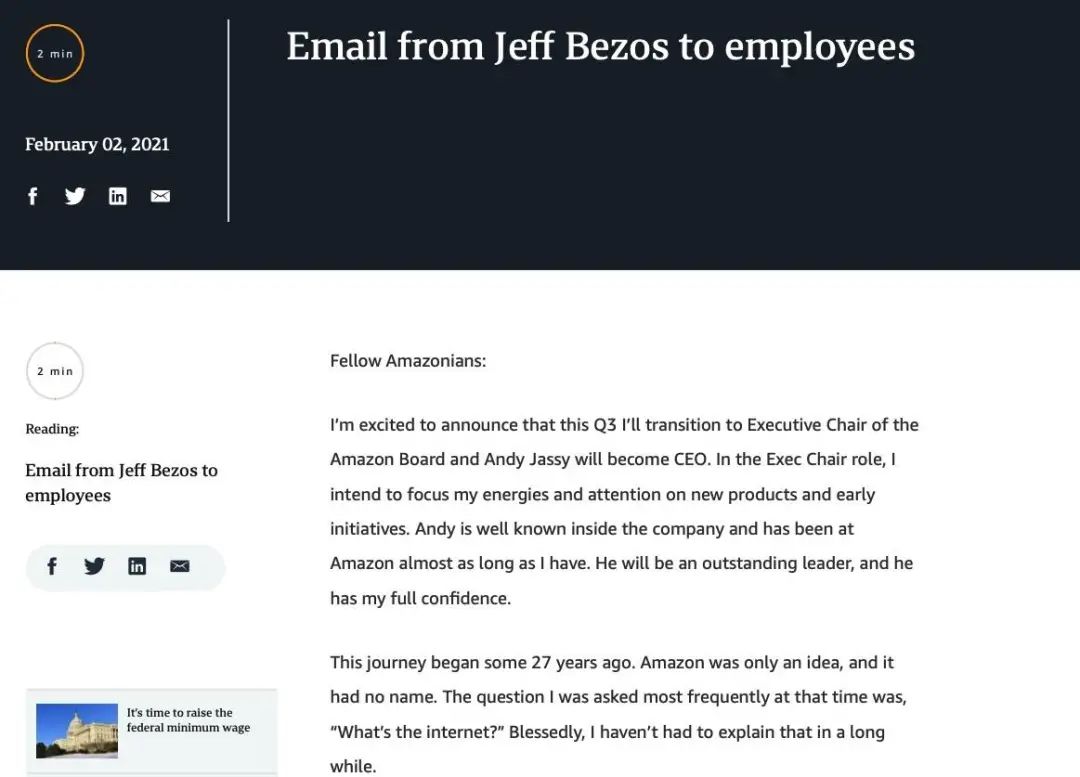 2 min
Email from Jeff Bezos to employees
February 02, 2021
2 min
Reading:
Email from Jeff Bezos to
employees
It's time to raise the
federal minimum wage
Fellow Amazonians:
I'm excited to announce that this Q3 I'll transition to Executive Chair of the
Amazon Board and Andy Jassy will become CEO. In the Exec Chair role, I
intend to focus my energies and attention on new products and early
initiatives. Andy is well known inside the company and has been at
Amazon almost as long as I have. He will be an outstanding leader, and he
has my full confidence.
This journey began some 27 years ago. Amazon was only an idea, and it
had no name. The question I was asked most frequently at that time was,
“What's the internet?” Blessedly, I haven't had to explain that in a long
while.